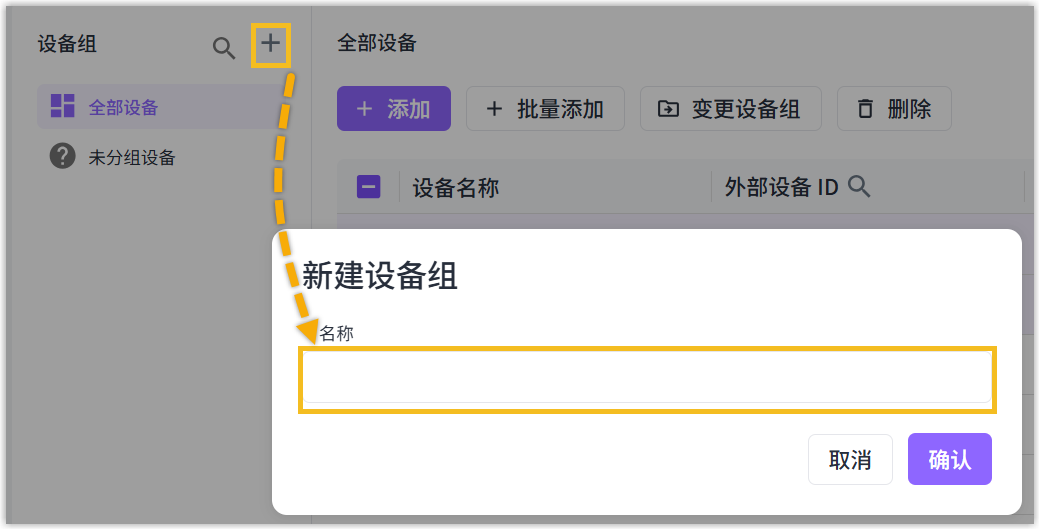 设备组
全部设备
未分组设备
全部设备
添加
批量添加
变更设备组
删除
设备名称
外部设备 ID
新建设备组
名称
取消
确认